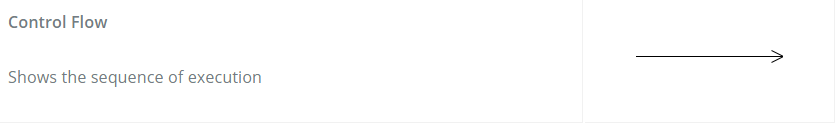 Control Flow
Shows the sequence of execution